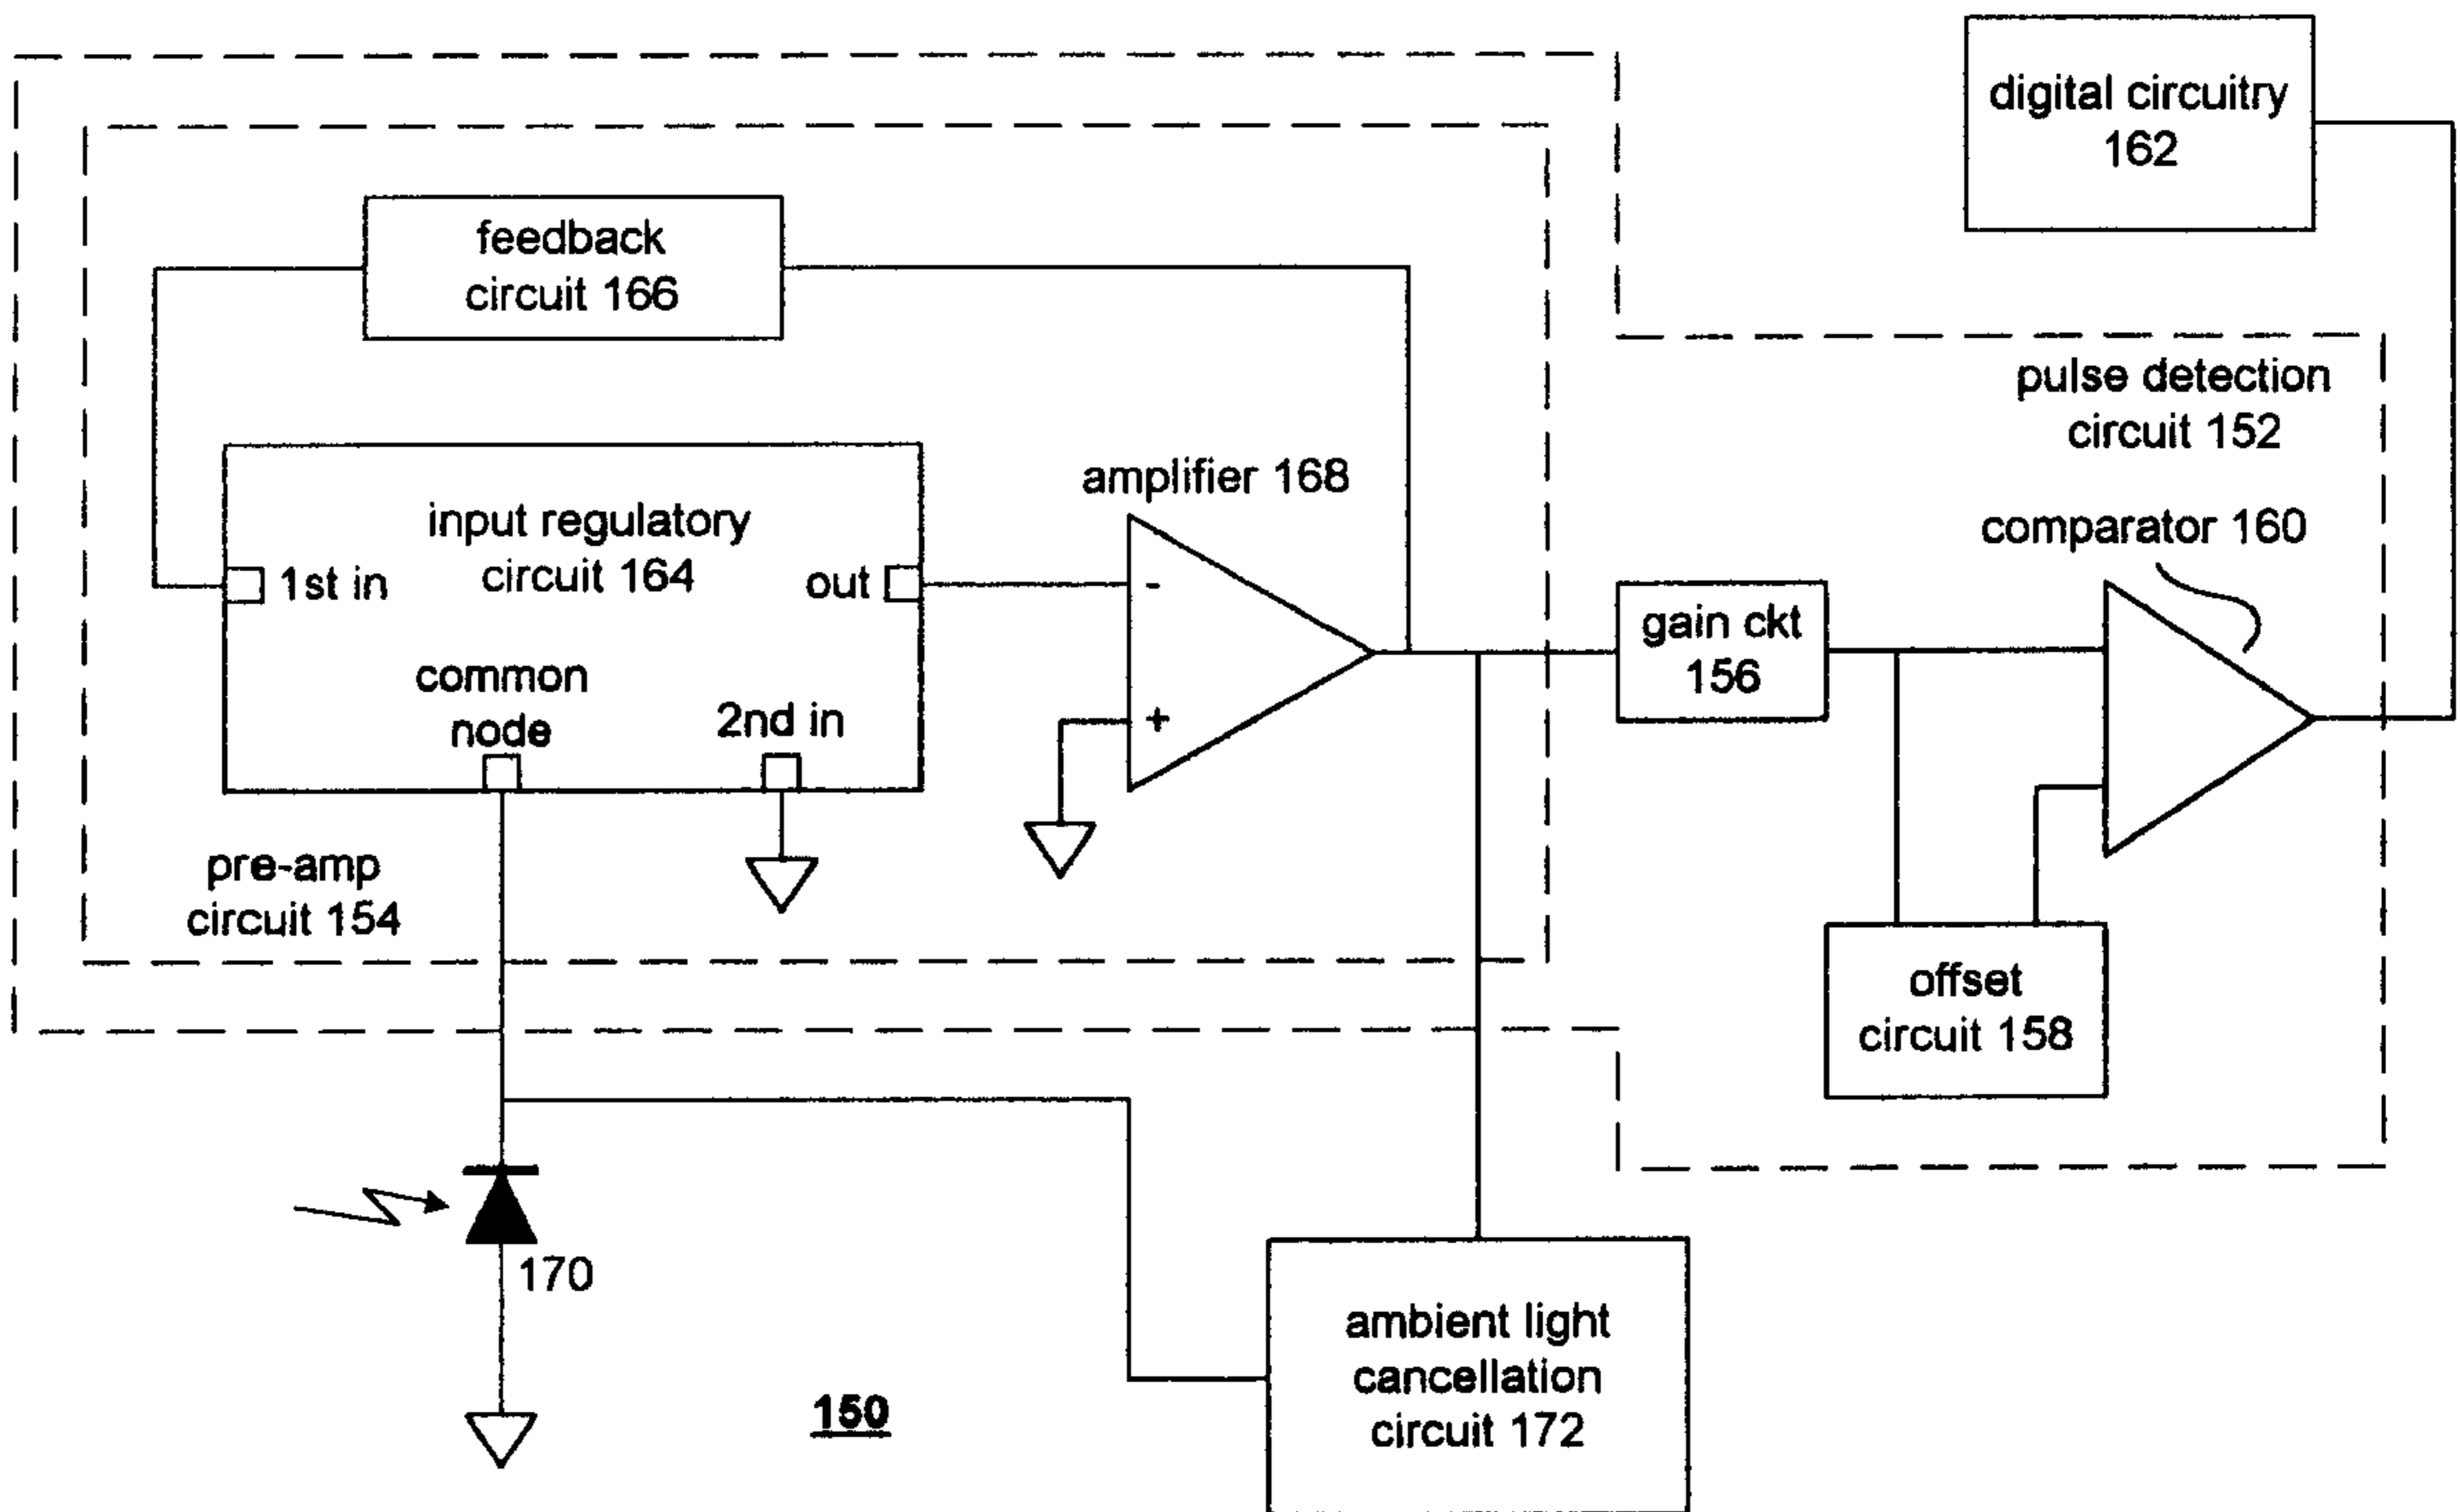 digital circuitry
162
feedback
circuit 166
pulse detection
circuit 152
amplifier 168
comparator 160
input regulatory
circuit 164
1st in
out
-
gain ckt
156
common
node
2nd in
+
pre-amp
circuit 154
offset
circuit 158
170
ambient light
cancellation
circuit 172
150